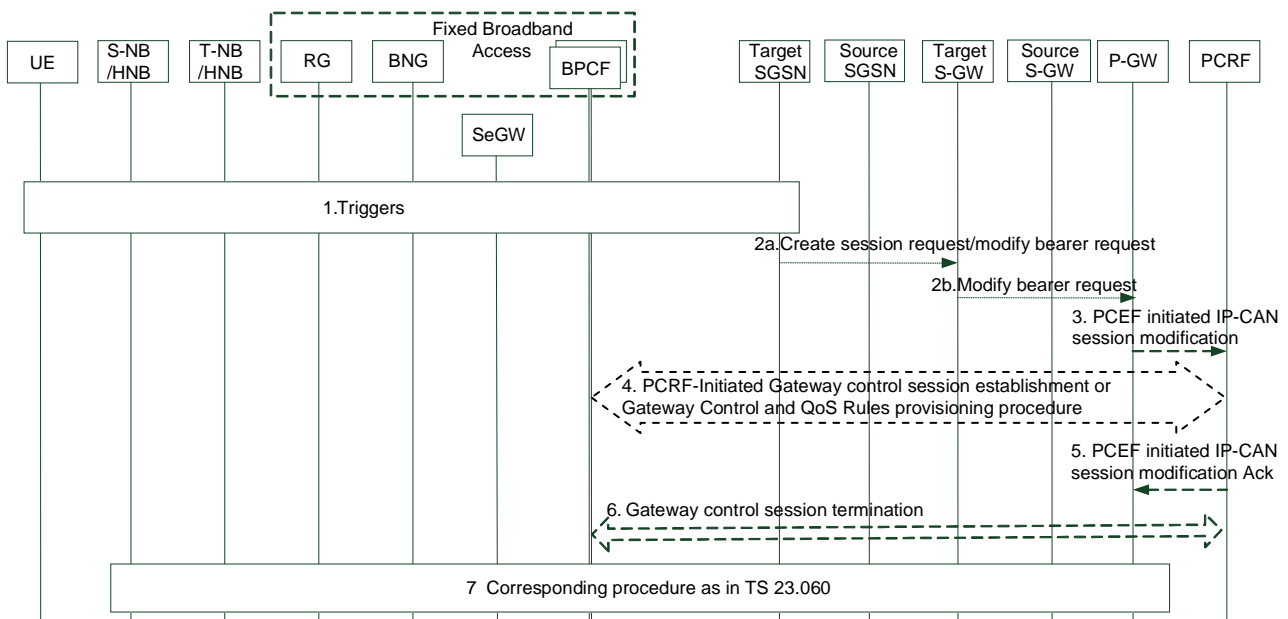 Fixed Broadband
Access
UE
S-NB
/HNB
T-NB
/HNB
RG
BNG
BPCF
Target
SGSN
Source
SGSN
Target
S-GW
Source
S-GW
P-GW
PCRF
SeGW
1.Triggers
2a.Create session request/modify bearer request
2b.Modify bearer request
3. PCEF initiated IP-CAN
session modification
4. PCRF-Initiated Gateway control session establishment or
Gateway Control and QoS Rules provisioning procedure
5. PCEF initiated IP-CAN
session modification Ack
6. Gateway control session termination
7 Corresponding procedure as in TS 23.060